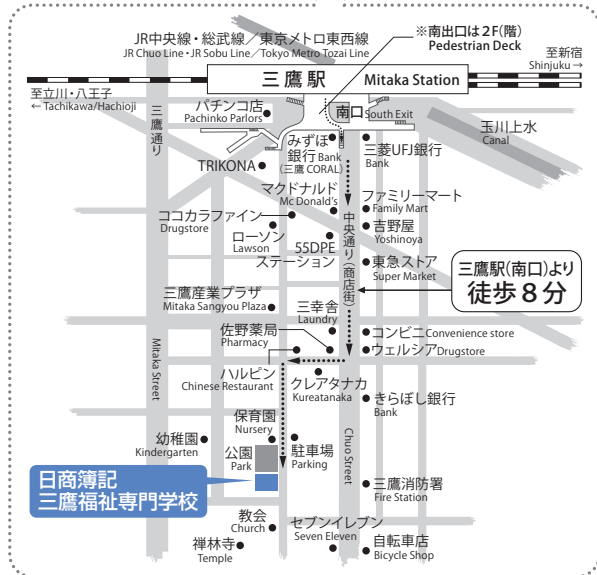 JR中央線・総武線／東京メトロ東西線
JR Chuo Line・JR Sobu Line／Tokyo Metro Tozai Line
※南出口は２F(階)
Pedestrian Deck
至新宿
Shinjuku →
三鷹駅 Mitaka Station
至立川・八王子
← Tachikawa/Hachioji
三鷹通り
パチンコ店
Pachinko Parlors
南口 South Exit
玉川上水
Canal
みずほ
銀行 Bank
(三鷹 CORAL)
三菱UFJ銀行
Bank
TRIKONA
マクドナルド
Mc Donald's
ファミリーマート
Family Mart
ココカラファイン
Drugstore
中央通り(商店街)
吉野屋
Yoshinoya
ローソン
Lawson
55DPE
ステーション
東急ストア
Super Market
三鷹駅(南口)より
徒歩８分
三鷹産業プラザ
Mitaka Sangyou Plaza
三幸舎
Laundry
佐野薬局
Pharmacy
コンビニ Convenience store
ウェルシア Drugstore
Mitaka Street
ハルピン
Chinese Restaurant
クレアタナカ
Kureatanaka
きらぼし銀行
Bank
保育園
Nursery
幼稚園
Kindergarten
公園
Park
駐車場
Parking
Chuo Street
日商簿記
三鷹福祉専門学校
三鷹消防署
Fire Station
教会
Church
セブンイレブン
Seven Eleven
禅林寺
Temple
自転車店
Bicycle Shop